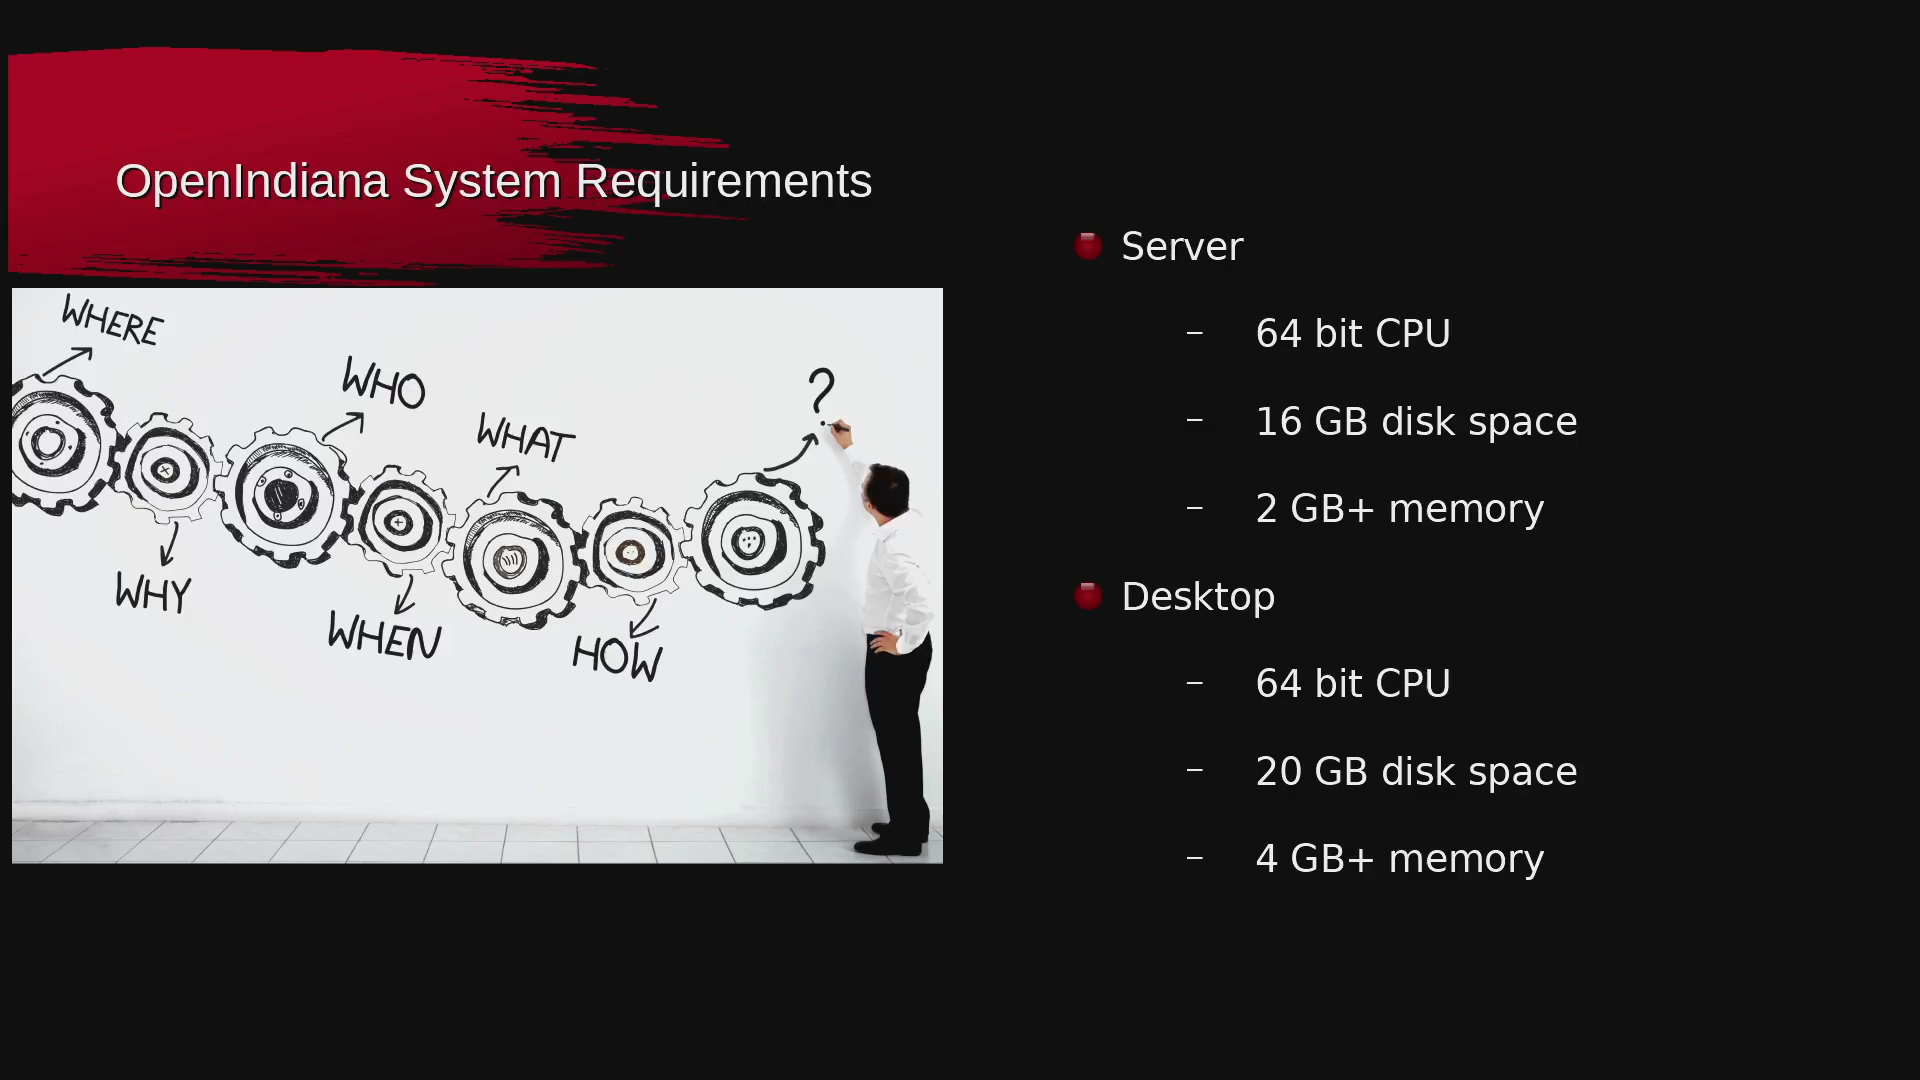 OpenIndiana System Requirements
WHERE
WHO
WHAT
?
WHY
WHEN
HOW
Server
– 64 bit CPU
– 16 GB disk space
– 2 GB+ memory
Desktop
– 64 bit CPU
– 20 GB disk space
– 4 GB+ memory